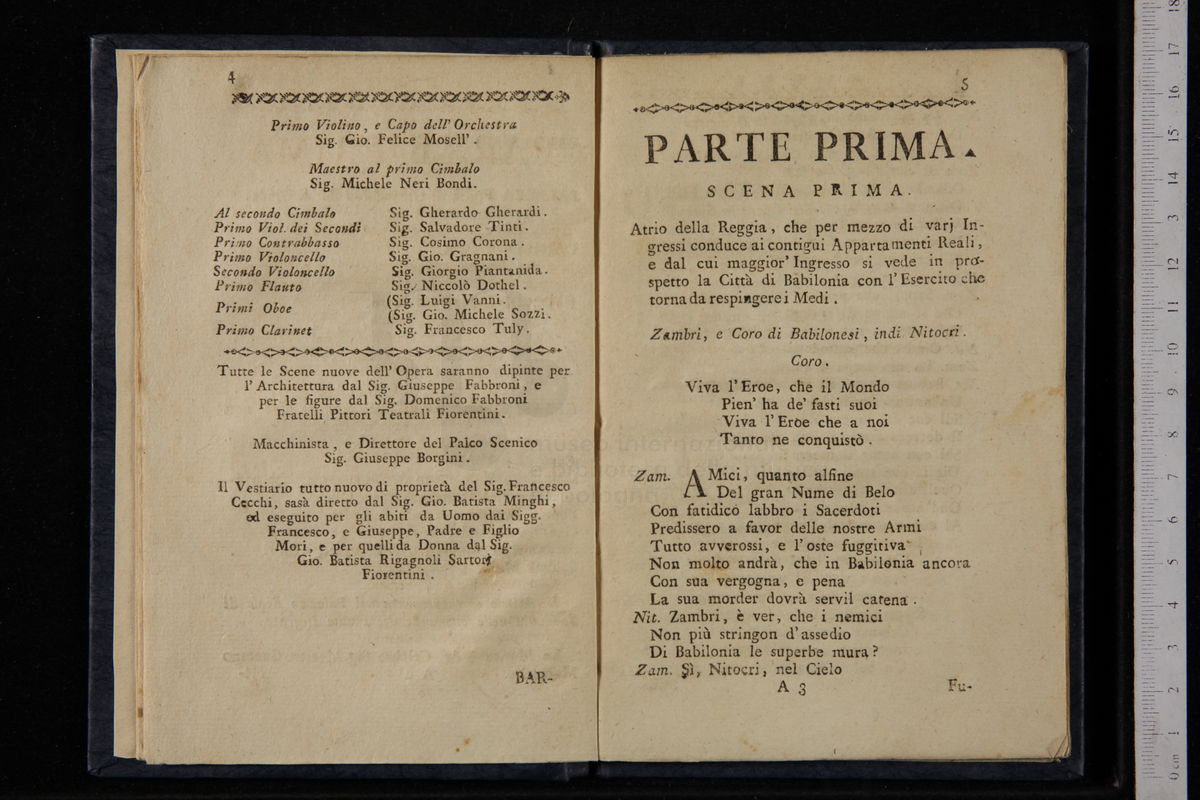 4
Primo Violino, e Capo dell' Orchestra
Sig. Gio. Felice Mosell'.
Maestro al primo Cimbalo
Sig. Michele Neri Bondi.
Al secondo Cimbalo Sig. Gherardo Gherardi.
Primo Viol. dei Secondi Sig. Salvadore Tinti.
Primo Contrabbasso Sig. Cosimo Corona.
Primo Violoncello Sig. Gio. Gragnani.
Secondo Violoncello Sig. Giorgio Piantanida.
Primo Flauto Sig. Niccolò Dothel.
Primi Oboe (Sig. Luigi Vanni.
(Sig. Gio. Michele Sozzi.
Primo Clarinet Sig. Francesco Tuly.
Tutte le Scene nuove dell' Opera saranno dipinte per
l' Architettura dal Sig. Giuseppe Fabbroni, e
per le figure dal Sig. Domenico Fabbroni
Fratelli Pittori Teatrali Fiorentini.
Macchinista, e Direttore del Palco Scenico
Sig. Giuseppe Borgini.
Il Vestiario tutto nuovo di proprietà del Sig. Francesco
Cecchi, sasà diretto dal Sig. Gio. Batista Minghi,
ed eseguito per gli abiti da Uomo dai Sigg.
Francesco, e Giuseppe, Padre e Figlio
Mori, e per quelli da Donna dal Sig.
Gio. Batista Rigagnoli Sartori
Fiorentini.
BAR-
5
PARTE PRIMA.
SCENA PRIMA.
Atrio della Reggia, che per mezzo di varj In-
gressi conduce ai contigui Appartamenti Reali,
e dal cui maggior' Ingresso si vede in pro-
spetto la Città di Babilonia con l' Esercito che
torna da respingere i Medi.
Zambri, e Coro di Babilonesi, indi Nitocri.
Coro.
Viva l' Eroe, che il Mondo
Pien' ha de' fasti suoi
Viva l' Eroe che a noi
Tanto ne conquistò.
Zam. AMici, quanto alfine
Del gran Nume di Belo
Con fatidico labbro i Sacerdoti
Predissero a favor delle nostre Armi
Tutto avverossi, e l' oste fuggitiva
Non molto andrà, che in Babilonia ancora
Con sua vergogna, e pena
La sua morder dovrà servil catena.
Nit. Zambri, è ver, che i nemici
Non più stringon d' assedio
Di Babilonia le superbe mura?
Zam. Sì, Nitocri, nel Cielo
A 3 Fu-